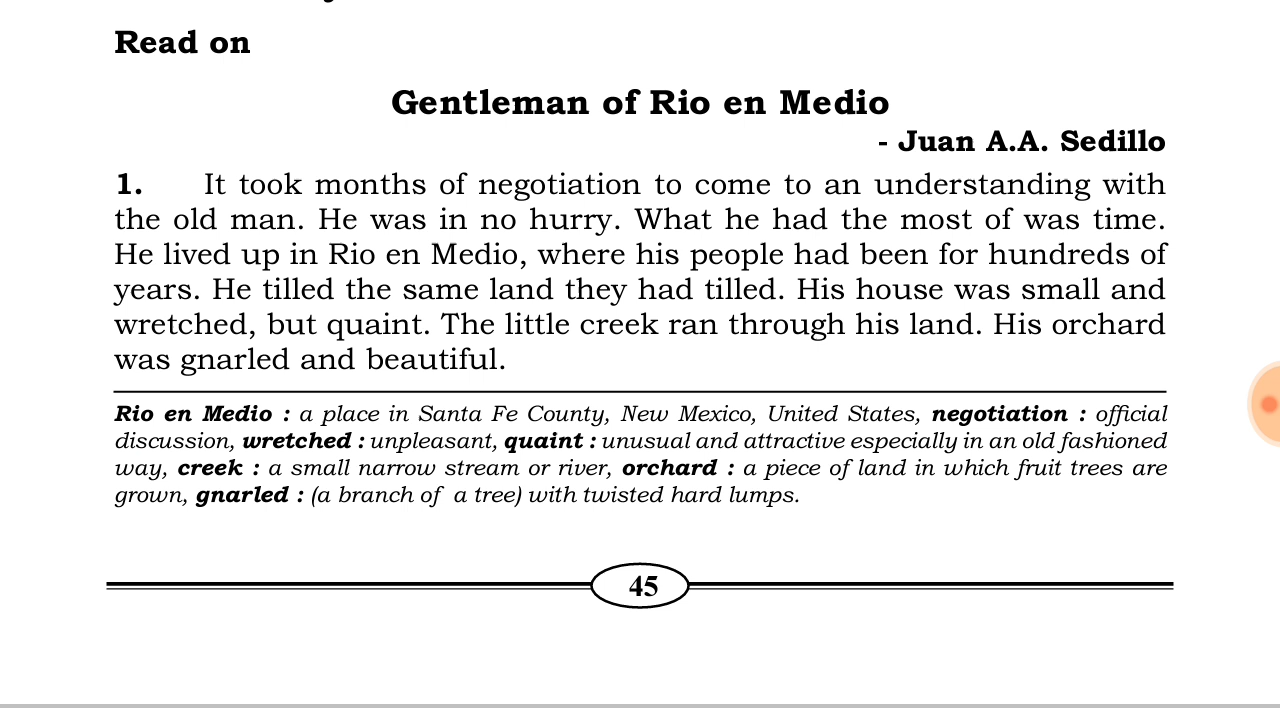 Read on
Gentleman of Rio en Medio
- Juan A.A. Sedillo
1. It took months of negotiation to come to an understanding with
the old man. He was in no hurry. What he had the most of was time.
He lived up in Rio en Medio, where his people had been for hundreds of
years. He tilled the same land they had tilled. His house was small and
wretched, but quaint. The little creek ran through his land. His orchard
was gnarled and beautiful.
Rio en Medio : a place in Santa Fe County, New Mexico, United States, negotiation : official
discussion, wretched : unpleasant, quaint : unusual and attractive especially in an old fashioned
way, creek : a small narrow stream or river, orchard : a piece of land in which fruit trees are
grown, gnarled : (a branch of a tree) with twisted hard lumps.
45